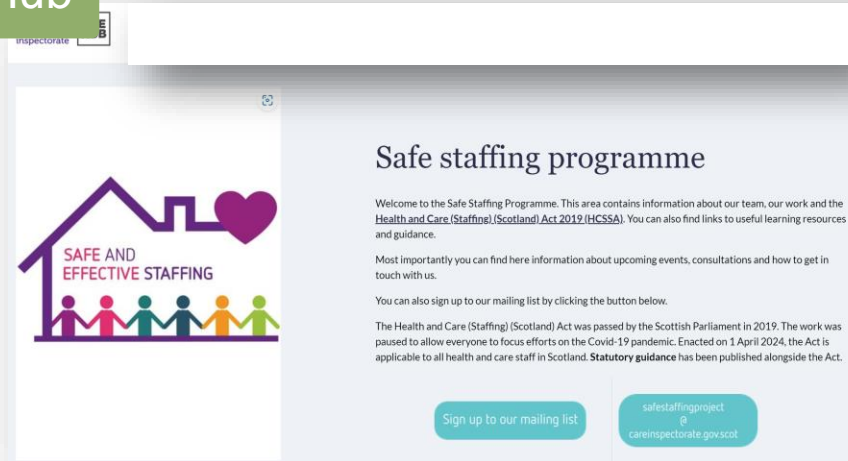 inspectorate
SAFE AND
EFFECTIVE STAFFING
Safe staffing programme
Welcome to the Safe Staffing Programme. This area contains information about our team, our work and the
Health and Care (Staffing) (Scotland) Act 2019 (HCSSA). You can also find links to useful learning resources
and guidance.
Most importantly you can find here information about upcoming events, consultations and how to get in
touch with us.
You can also sign up to our mailing list by clicking the button below.
The Health and Care (Staffing) (Scotland) Act was passed by the Scottish Parliament in 2019. The work was
paused to allow everyone to focus efforts on the Covid-19 pandemic. Enacted on 1 April 2024, the Act is
applicable to all health and care staff in Scotland. Statutory guidance has been published alongside the Act.
Sign up to our mailing list
safestaffingproject
@
careinspectorate.gov.scot